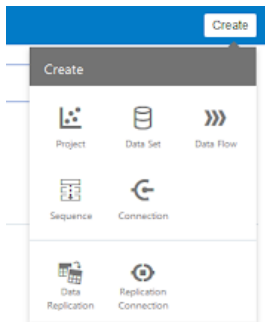 Create
Create
Project Data Set Data Flow
Sequence Connection
Data Replication
Replication Connection